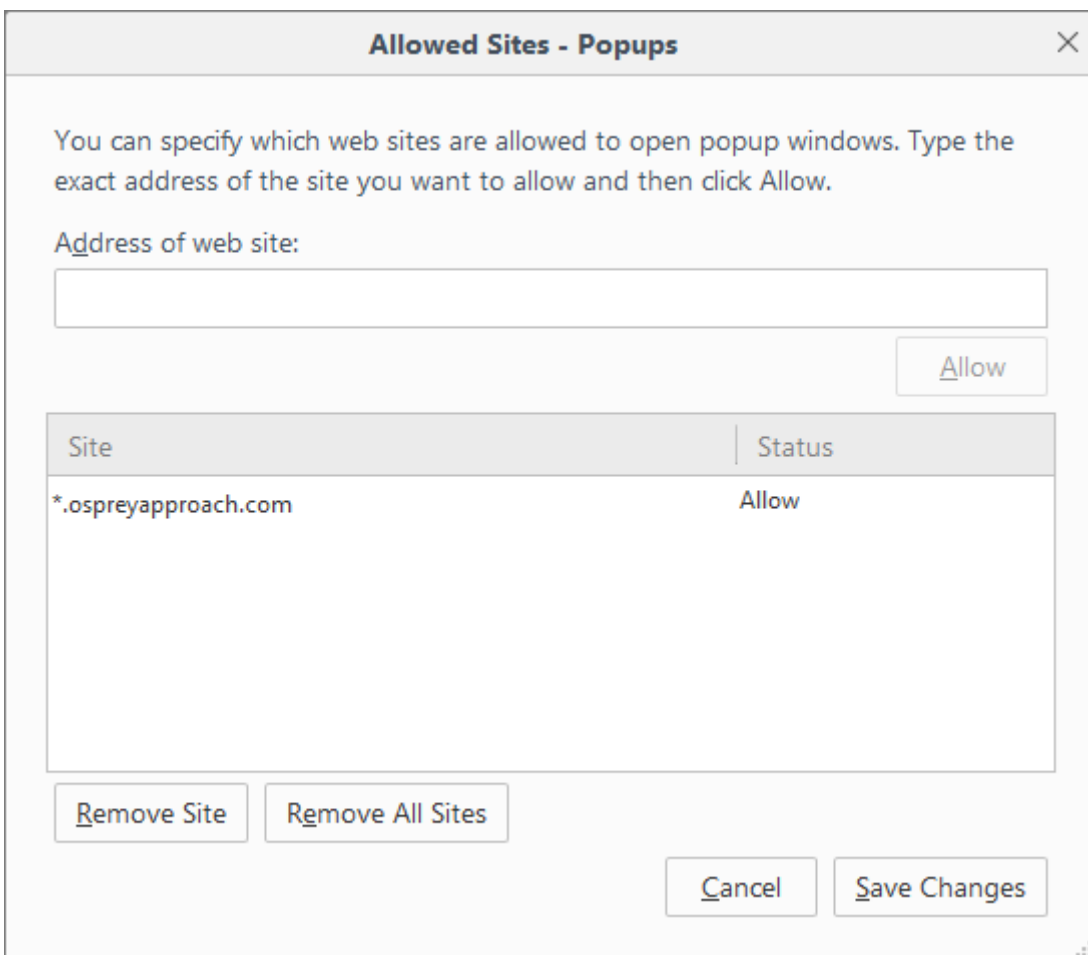 Allowed Sites - Popups
You can specify which web sites are allowed to open popup windows. Type the
exact address of the site you want to allow and then click Allow.
Address of web site:
Allow
Site Status
*.ospreyapproach.com Allow
Remove Site Remove All Sites
Cancel Save Changes